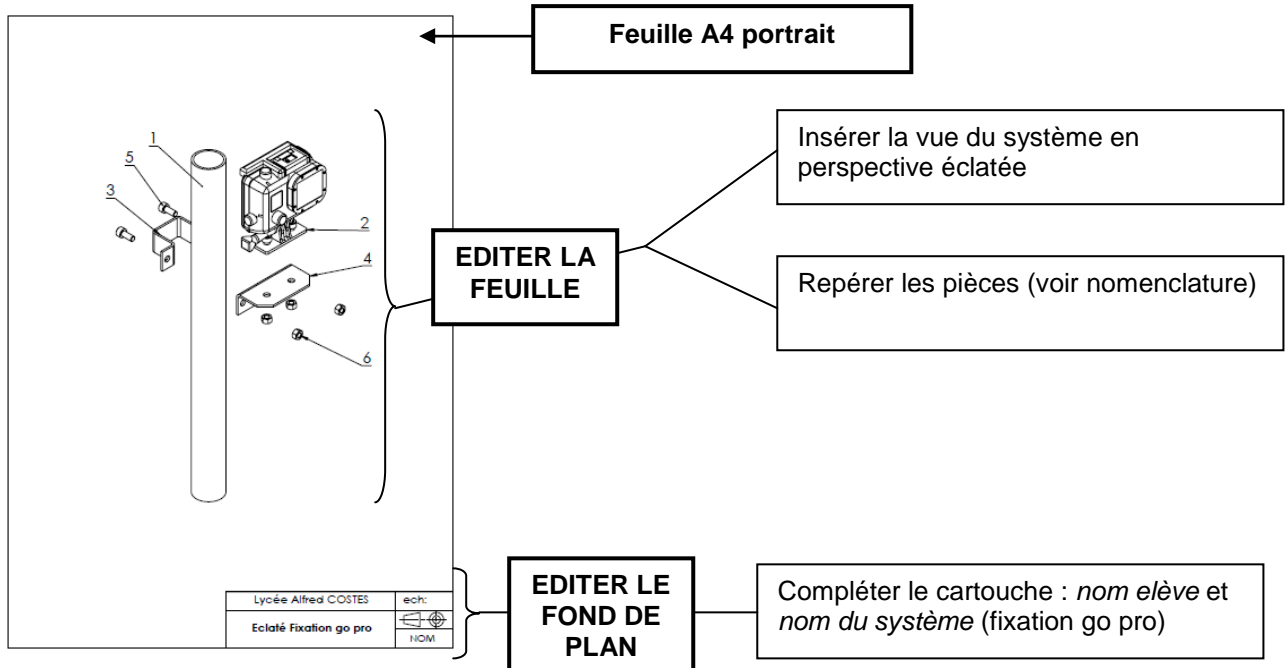 Feuille A4 portrait
Insérer la vue du système en
perspective éclatée
1
5
3
2
4
6
EDITER LA
FEUILLE
Repérer les pièces (voir nomenclature)
Lycée Alfred COSTES
ech:
Eclaté Fixation go pro
NOM
EDITER LE
FOND DE
PLAN
Compléter le cartouche : nom elève et
nom du système (fixation go pro)